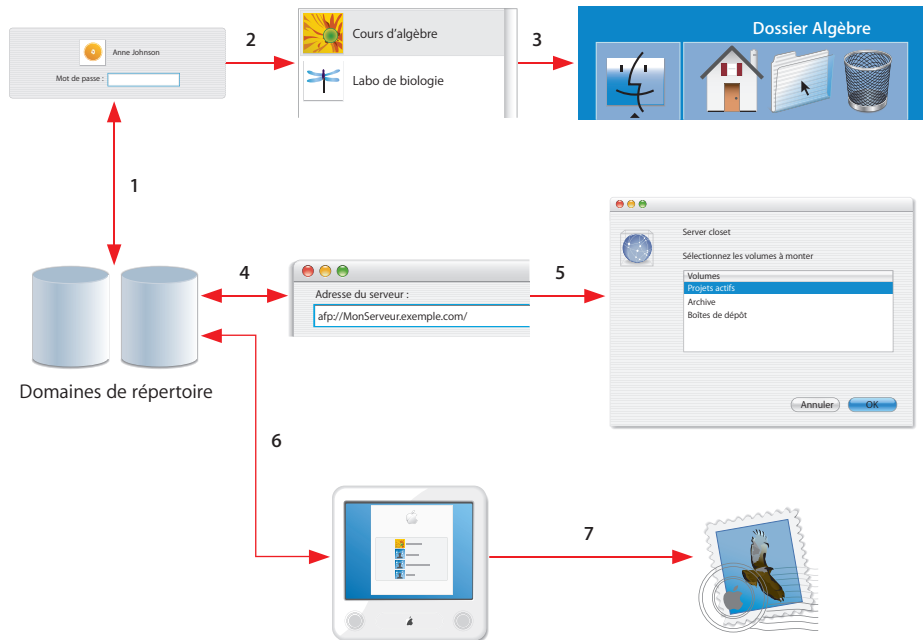 Anne Johnson
Mot de passe :
2
Cours d'algèbre
Labo de biologie
3
Dossier Algèbre
1
Domaines de répertoire
4
Adresse du serveur :
afp://MonServeur.exemple.com/
5
Server closet
Sélectionnez les volumes à monter
Volumes
Projets actifs
Archive
Boîtes de dépôt
Annuler
OK
6
7